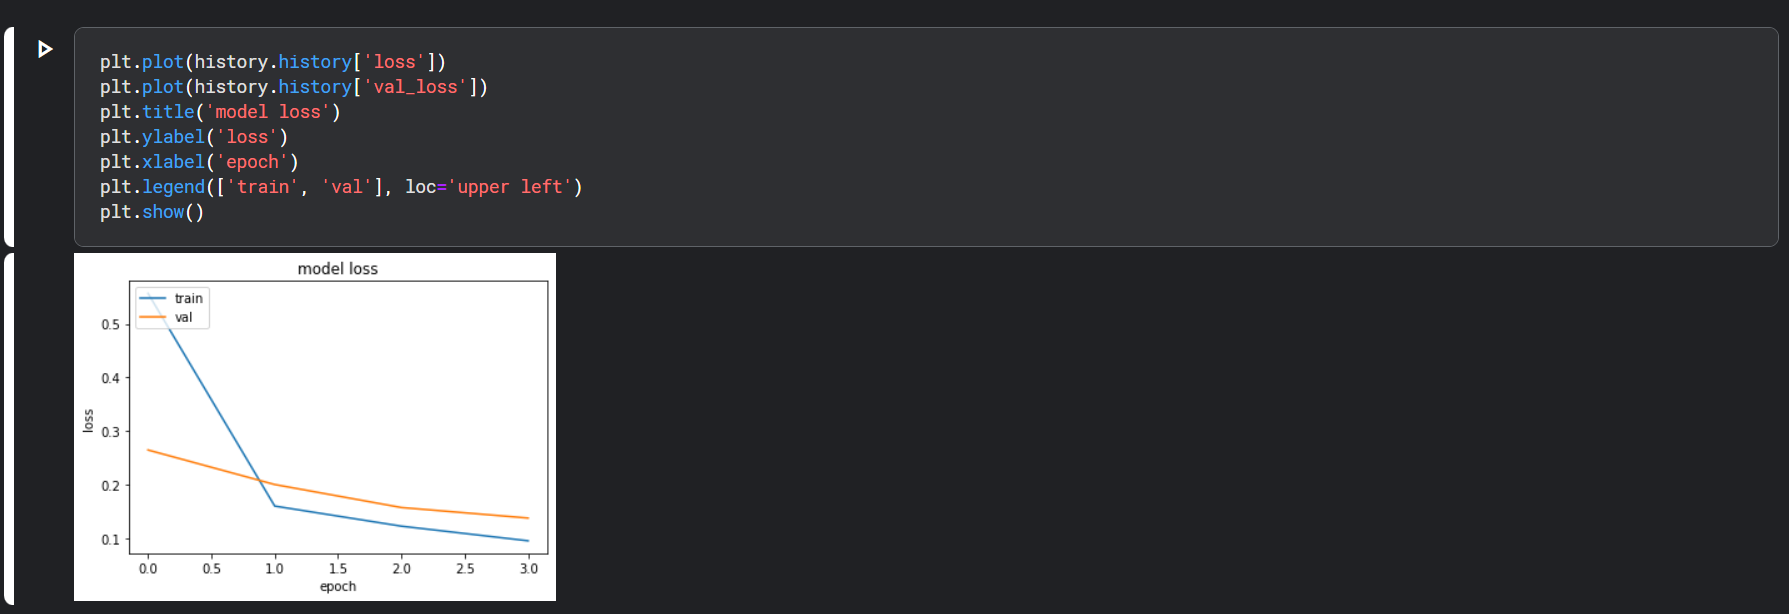 plt.plot(history.history['loss'])
plt.plot(history.history['val_loss'])
plt.title('model loss')
plt.ylabel('loss')
plt.xlabel('epoch')
plt.legend(['train', 'val'], loc='upper left')
plt.show()
model loss
train
val
0.5
0.4
0.3
0.2
0.1
loss
0.0 0.5 1.0 1.5 2.0 2.5 3.0
epoch